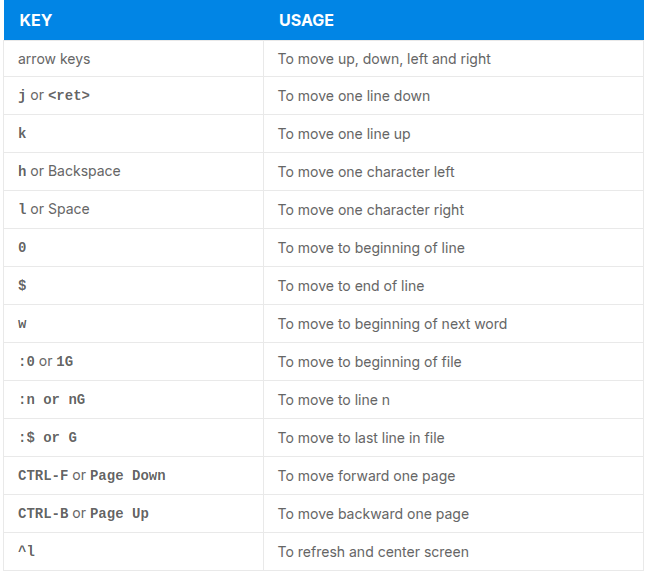 KEY USAGE
arrow keys To move up, down, left and right
j or <ret> To move one line down
k To move one line up
h or Backspace To move one character left
l or Space To move one character right
0 To move to beginning of line
$ To move to end of line
w To move to beginning of next word
:0 or 1G To move to beginning of file
:n or nG To move to line n
:$ or G To move to last line in file
CTRL-F or Page Down To move forward one page
CTRL-B or Page Up To move backward one page
^l To refresh and center screen